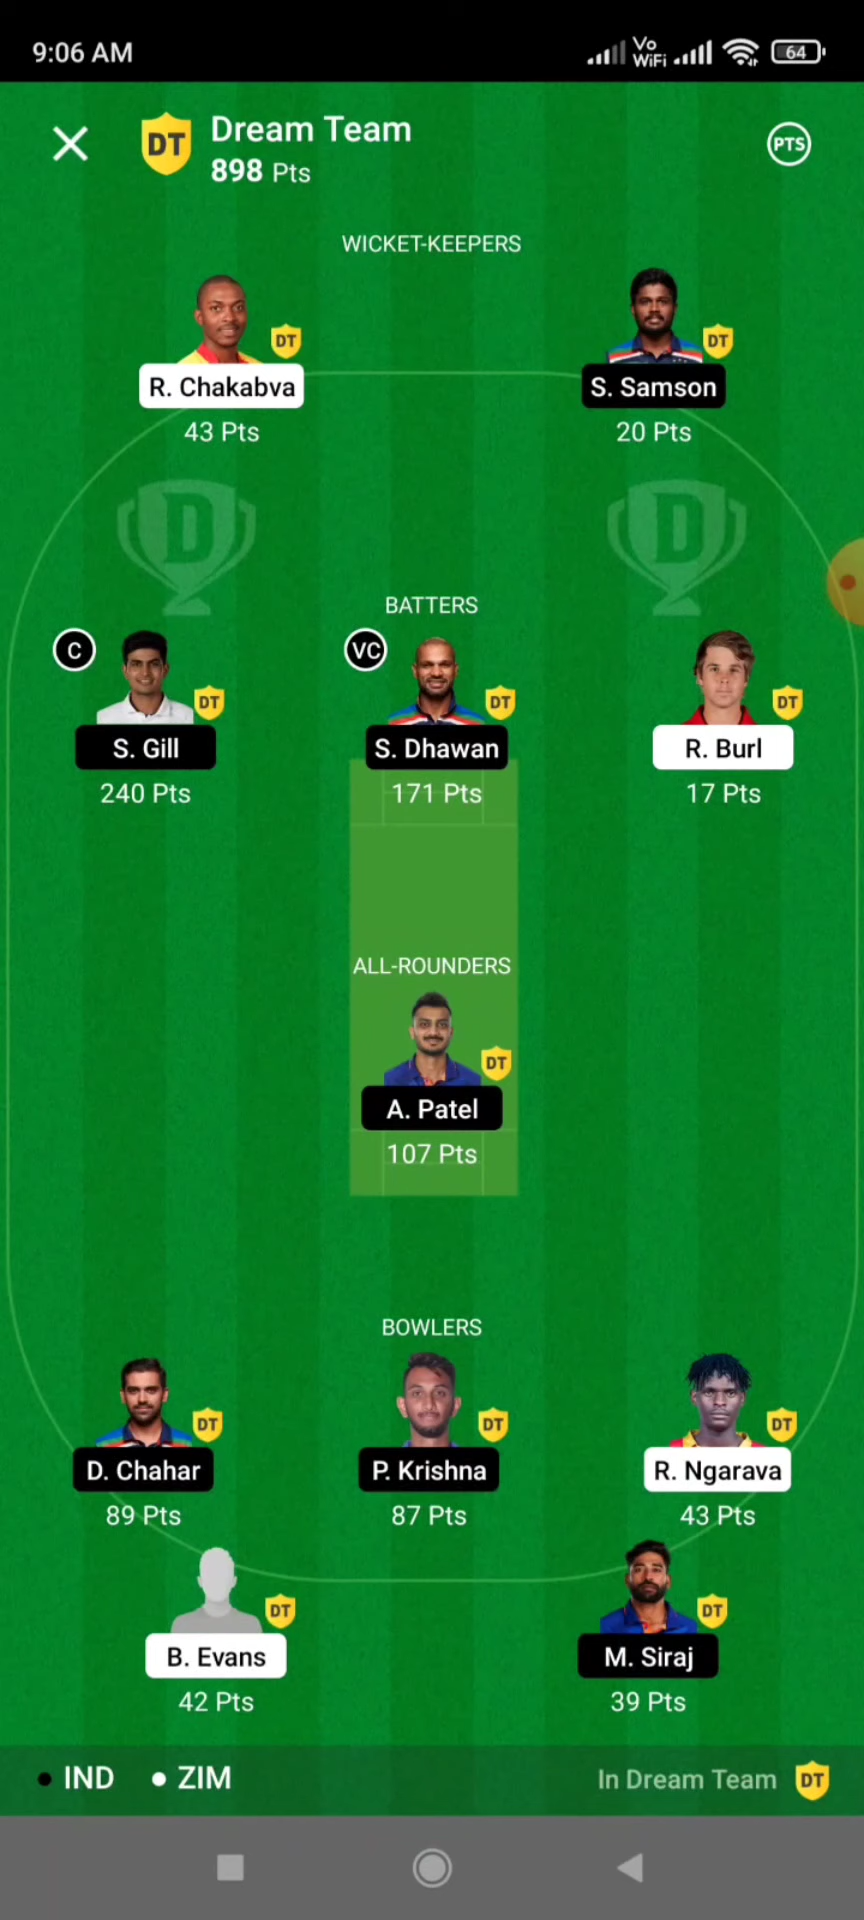 9:06 AM
Vo
WiFi
64
DT
Dream Team
898 Pts
PTS
WICKET-KEEPERS
DT
DT
R. Chakabva
S. Samson
43 Pts
20 Pts
D
D
BATTERS
C
VC
DT
DT
DT
S. Gill
S. Dhawan
R. Burl
240 Pts
171 Pts
17 Pts
ALL-ROUNDERS
DT
A. Patel
107 Pts
BOWLERS
DT
DT
DT
D. Chahar
P. Krishna
R. Ngarava
89 Pts
87 Pts
43 Pts
DT
DT
B. Evans
M. Siraj
42 Pts
39 Pts
IND
ZIM
In Dream Team
DT